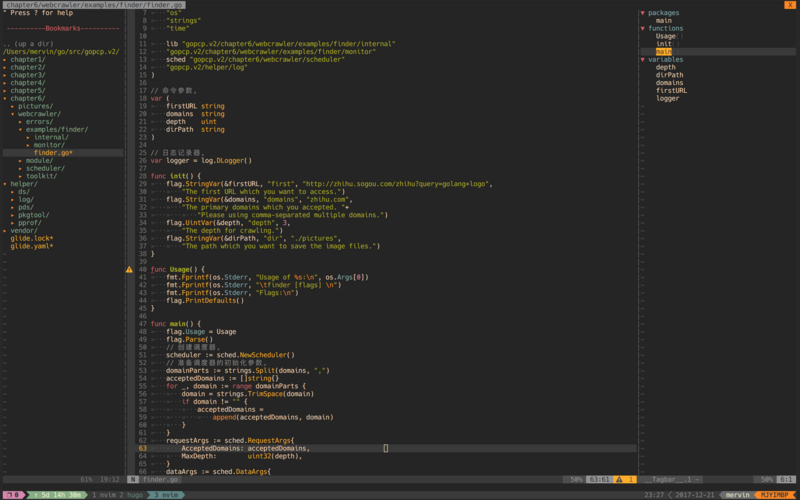 chapter6/webcrawler/examples/finder/finder.go
X
" Press ? for help
----------Bookmarks----------
.. (up a dir)
/Users/mervin/go/src/gopcp.v2/
▸ chapter1/
▸ chapter2/
▸ chapter3/
▸ chapter4/
▸ chapter5/
▾ chapter6/
▸ pictures/
▾ webcrawler/
▸ errors/
▾ examples/finder/
▸ internal/
▸ monitor/
finder.go*
▸ module/
▸ scheduler/
▸ toolkit/
▾ helper/
▸ ds/
▸ log/
▸ pds/
▸ pkgtool/
▸ pprof/
▸ vendor/
glide.lock*
glide.yaml*
7 "os"
8 "strings"
9 "time"
10
11 lib "gopcp.v2/chapter6/webcrawler/examples/finder/internal"
12 "gopcp.v2/chapter6/webcrawler/examples/finder/monitor"
13 sched "gopcp.v2/chapter6/webcrawler/scheduler"
14 "gopcp.v2/helper/log"
15 )
16
17 // 命令参数。
18 var (
19 firstURL string
20 domains string
21 depth uint
22 dirPath string
23 )
24
25 // 日志记录器。
26 var logger = log.DLogger()
27
28 func init() {
29 flag.StringVar(&firstURL, "first", "http://zhihu.sogou.com/zhihu?query=golang+logo",
30 "The first URL which you want to access.")
31 flag.StringVar(&domains, "domains", "zhihu.com",
32 "The primary domains which you accepted. "+
33 "Please using comma-separated multiple domains.")
34 flag.UintVar(&depth, "depth", 3,
35 "The depth for crawling.")
36 flag.StringVar(&dirPath, "dir", "./pictures",
37 "The path which you want to save the image files.")
38 }
39
40 func Usage() {
41 fmt.Fprintf(os.Stderr, "Usage of %s:\n", os.Args[0])
42 fmt.Fprintf(os.Stderr, "\tfinder [flags] \n")
43 fmt.Fprintf(os.Stderr, "Flags:\n")
44 flag.PrintDefaults()
45 }
46
47 func main() {
48 flag.Usage = Usage
49 flag.Parse()
50 // 创建调度器。
51 scheduler := sched.NewScheduler()
52 // 准备调度器的初始化参数。
53 domainParts := strings.Split(domains, ",")
54 acceptedDomains := []string{}
55 for _, domain := range domainParts {
56 domain = strings.TrimSpace(domain)
57 if domain != "" {
58 acceptedDomains =
59 append(acceptedDomains, domain)
60 }
61 }
62 requestArgs := sched.RequestArgs{
63 AcceptedDomains: acceptedDomains,
64 MaxDepth: uint32(depth),
65 }
66 dataArgs := sched.DataArgs{
▼ packages
main
▼ functions
Usage()
init()
main()
▼ variables
depth
dirPath
domains
firstURL
logger
61% 19:12
N finder.go
50% 63:61 ⚠ 1
__Tagbar__.1 -
50% 6:1
❐ 0 ↑ 5d 14h 30m 1 nvim 2 hugo 3 nvim
23:27 2017-12-21 mervin MJYIMBP